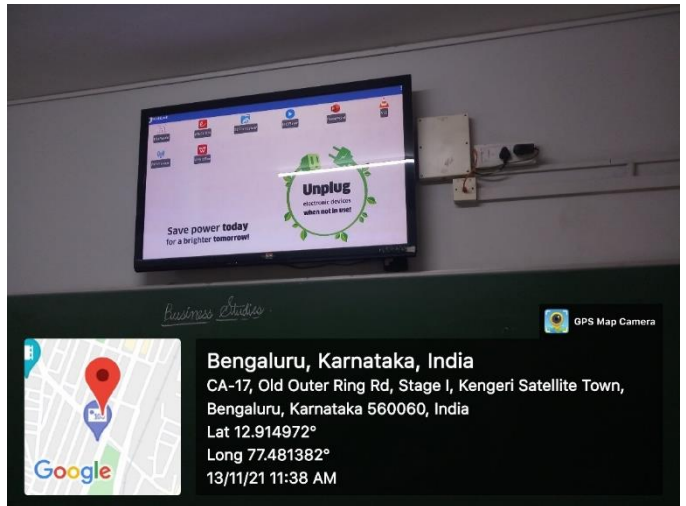 Unplug
electronic devices
when not in use!
Save power today
for a brighter tomorrow!
Business Studies
GPS Map Camera
Google
Bengaluru, Karnataka, India
CA-17, Old Outer Ring Rd, Stage I, Kengeri Satellite Town,
Bengaluru, Karnataka 560060, India
Lat 12.914972°
Long 77.481382°
13/11/21 11:38 AM